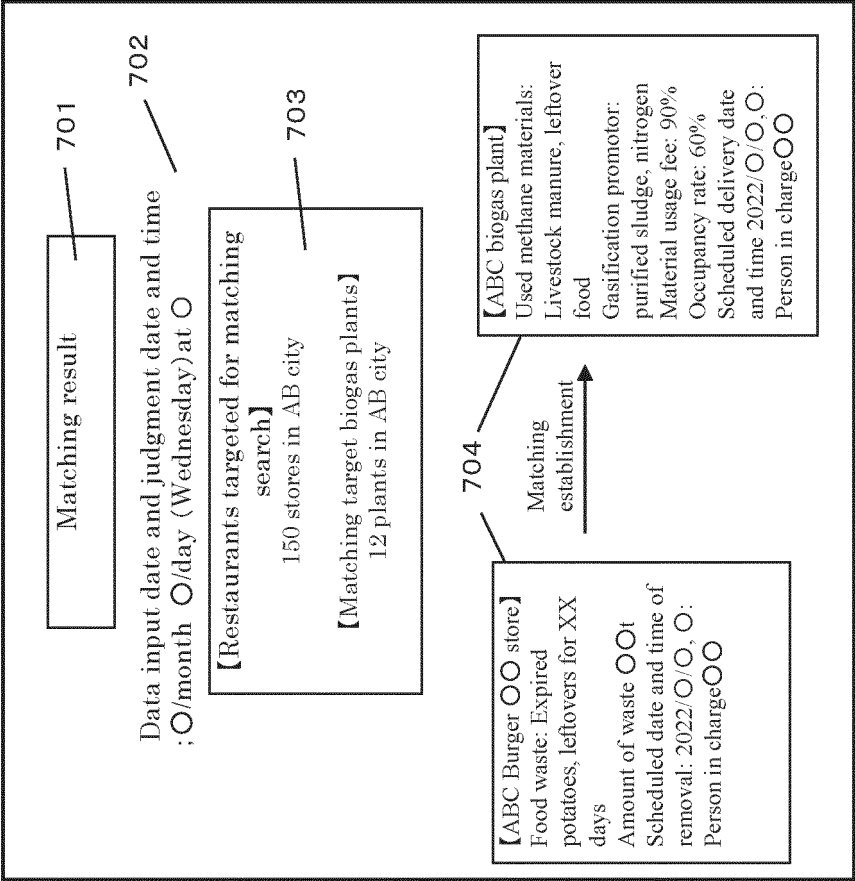 701
Matching result
702
Data input date and judgment date and time
;〇/month 〇/day (Wednesday) at 〇
703
【Restaurants targeted for matching
search】
150 stores in AB city
【Matching target biogas plants】
12 plants in AB city
704
【ABC Burger 〇〇 store】
Food waste: Expired
potatoes, leftovers for XX
days
Amount of waste 〇〇t
Scheduled date and time of
removal: 2022/〇/〇, 〇:
Person in charge〇〇
Matching
establishment
【ABC biogas plant】
Used methane materials:
Livestock manure, leftover
food
Gasification promotor:
purified sludge, nitrogen
Material usage fee: 90%
Occupancy rate: 60%
Scheduled delivery date
and time 2022/〇/〇, 〇:
Person in charge〇〇